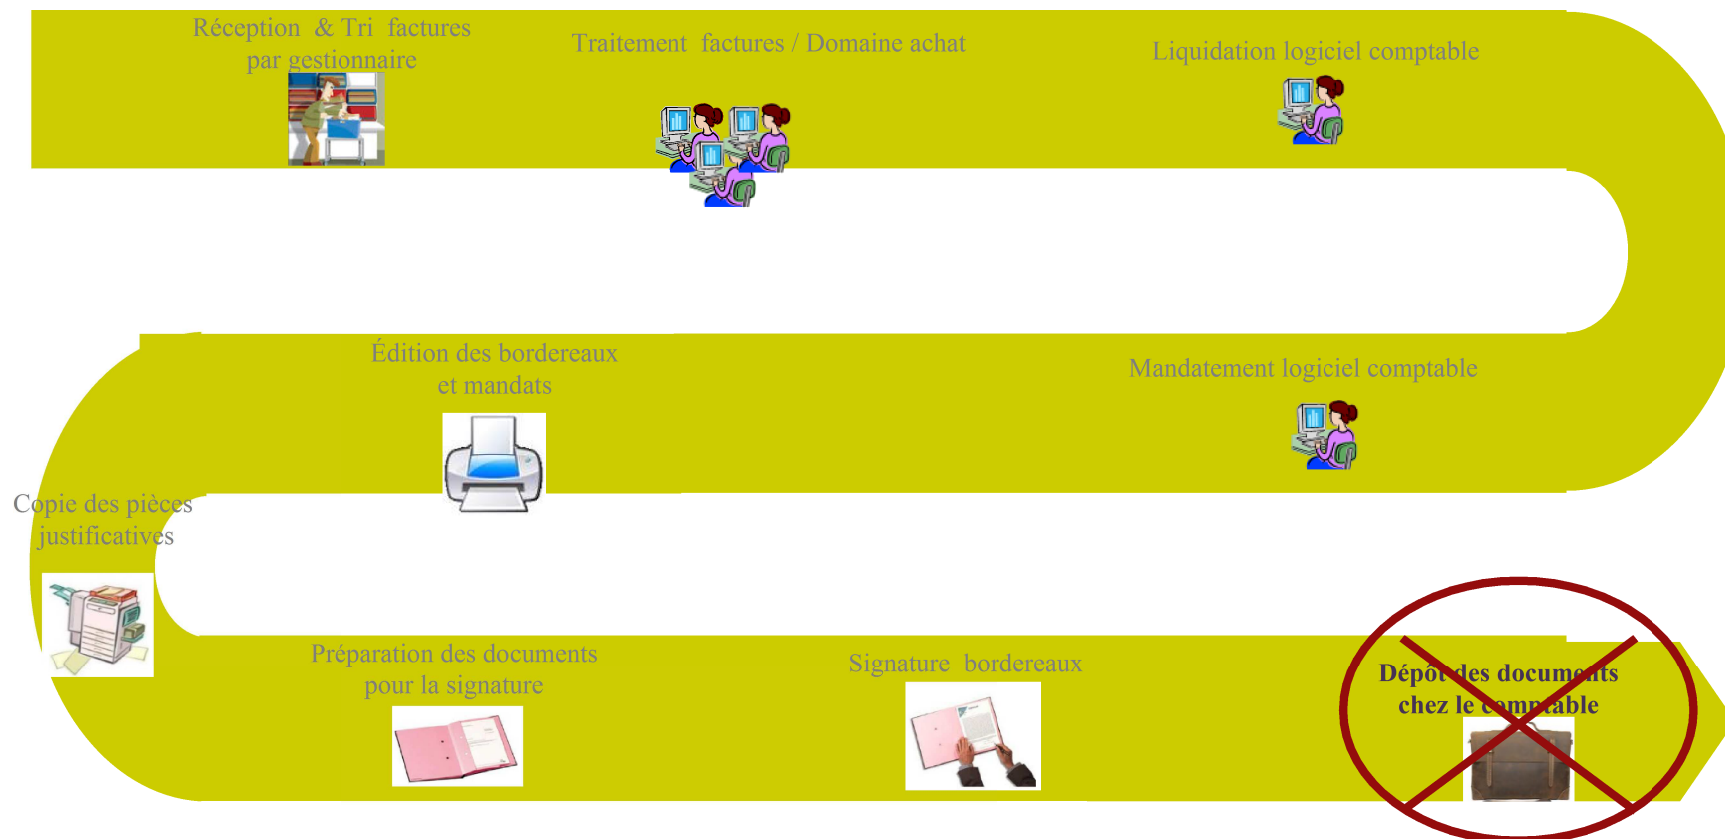 Réception & Tri factures
par gestionnaire
Traitement factures / Domaine achat
Liquidation logiciel comptable
Mandatement logiciel comptable
Édition des bordereaux
et mandats
Copie des pièces
justificatives
Préparation des documents
pour la signature
Signature bordereaux
Dépôt des documents
chez le comptable